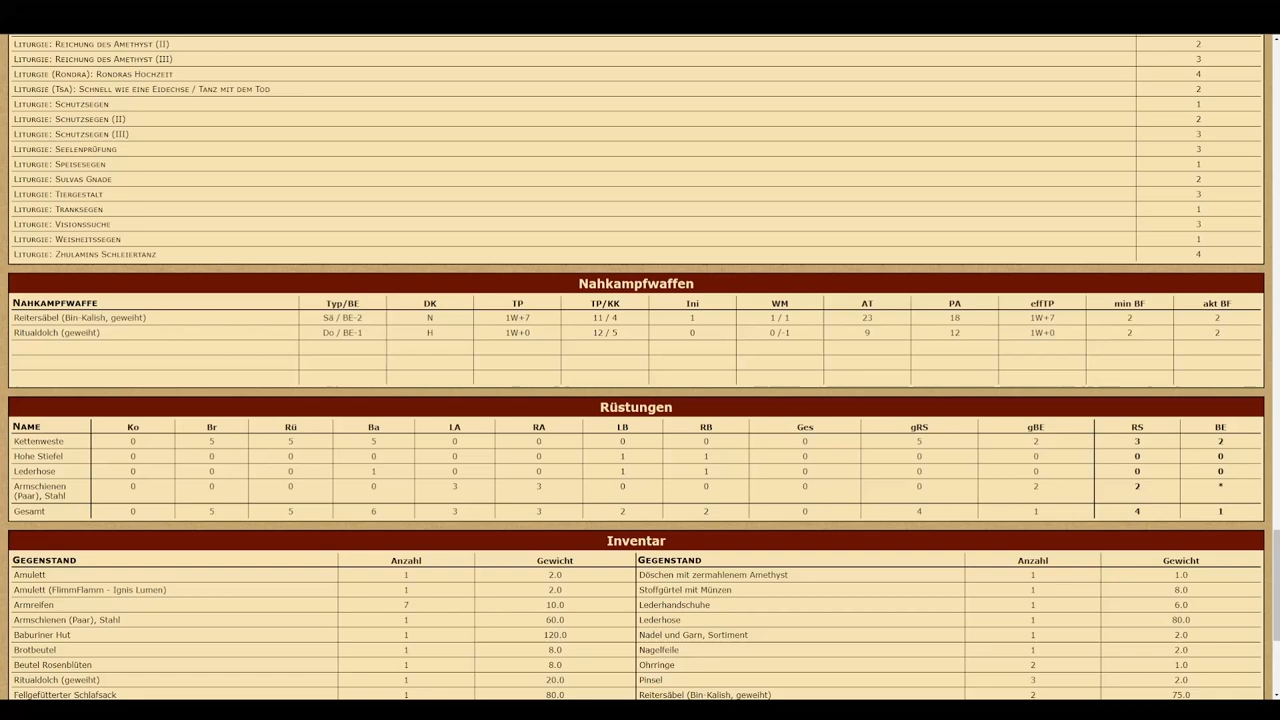 Liturgie: Reichung des Amethyst (II) 2
Liturgie: Reichung des Amethyst (III) 3
Liturgie (Rondra): Rondras Hochzeit 4
Liturgie (Tsa): Schnell wie eine Eidechse / Tanz mit dem Tod 2
Liturgie: Schutzsegen 1
Liturgie: Schutzsegen (II) 2
Liturgie: Schutzsegen (III) 3
Liturgie: Seelenprüfung 3
Liturgie: Speisesegen 1
Liturgie: Sulvas Gnade 2
Liturgie: Tiergestalt 3
Liturgie: Tranksegen 1
Liturgie: Visionssuche 3
Liturgie: Weisheitssegen 1
Liturgie: Zhulamins Schleiertanz 4
Nahkampfwaffen
Nahkampfwaffe Typ/BE DK TP TP/KK Ini WM AT PA effTP min BF akt BF
Reitersäbel (Bin-Kalish, geweiht) Sä / BE-2 N 1W+7 11 / 4 1 1 / 1 23 18 1W+7 2 2
Ritualdolch (geweiht) Do / BE-1 H 1W+0 12 / 5 0 0 /-1 9 12 1W+0 2 2
Rüstungen
Name Ko Br Rü Ba LA RA LB RB Ges gRS gBE RS BE
Kettenweste 0 5 5 5 0 0 0 0 0 5 2 3 2
Hohe Stiefel 0 0 0 0 0 0 1 1 0 0 0 0 0
Lederhose 0 0 0 1 0 0 1 1 0 0 0 0 0
Armschienen 0 0 0 0 3 3 0 0 0 0 2 2 *
(Paar), Stahl
Gesamt 0 5 5 6 3 3 2 2 0 4 1 4 1
Inventar
Gegenstand Anzahl Gewicht Gegenstand Anzahl Gewicht
Amulett 1 2.0 Döschen mit zermahlenem Amethyst 1 1.0
Amulett (FlimmFlamm - Ignis Lumen) 1 2.0 Stoffgürtel mit Münzen 1 8.0
Armreifen 7 10.0 Lederhandschuhe 1 6.0
Armschienen (Paar), Stahl 1 60.0 Lederhose 1 80.0
Baburiner Hut 1 120.0 Nadel und Garn, Sortiment 1 2.0
Brotbeutel 1 8.0 Nagelfeile 1 2.0
Beutel Rosenblüten 1 8.0 Ohrringe 2 1.0
Ritualdolch (geweiht) 1 20.0 Pinsel 3 2.0
Fellgefütterter Schlafsack 1 80.0 Reitersäbel (Bin-Kalish, geweiht) 2 75.0